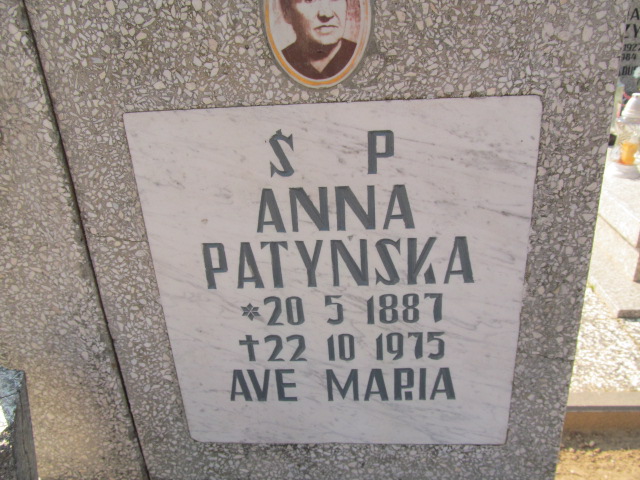 Ś P
ANNA
PATYŃSKA
*20 5 1887
†22 10 1975
AVE MARIA